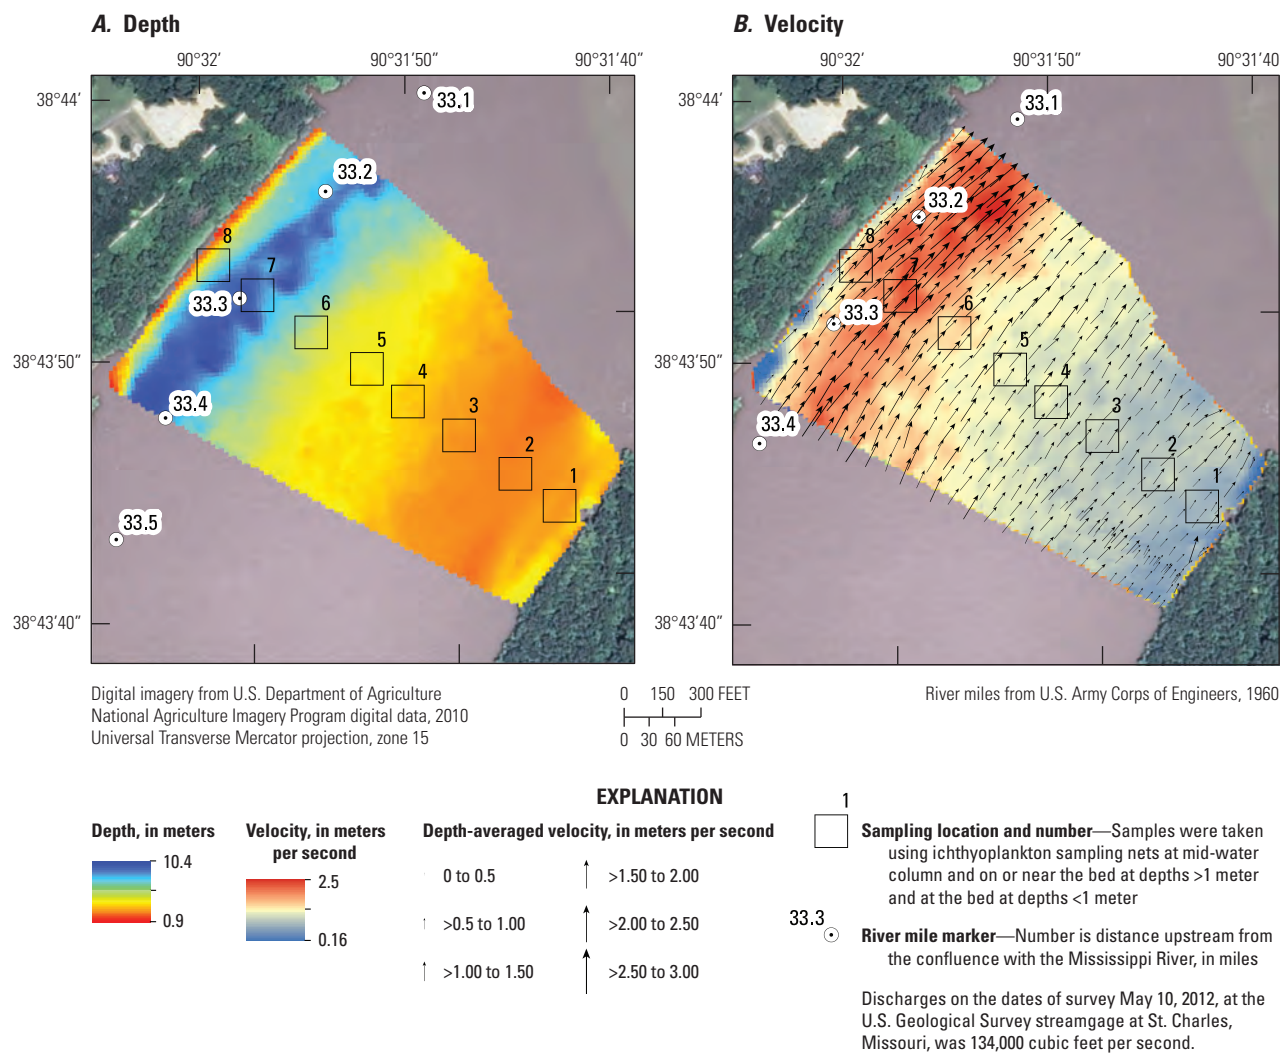 A. Depth
90°32′
90°31′50″
90°31′40″
38°44′
38°43′50″
38°43′40″
33.1
33.2
33.3
33.4
33.5
8
7
6
5
4
3
2
1
B. Velocity
90°32′
90°31′50″
90°31′40″
38°44′
38°43′50″
38°43′40″
33.1
33.2
33.3
33.4
8
7
6
5
4
3
2
1
Digital imagery from U.S. Department of Agriculture
National Agriculture Imagery Program digital data, 2010
Universal Transverse Mercator projection, zone 15
0 150 300 FEET
0 30 60 METERS
River miles from U.S. Army Corps of Engineers, 1960
EXPLANATION
Depth, in meters
10.4
0.9
Velocity, in meters
per second
2.5
0.16
Depth-averaged velocity, in meters per second
0 to 0.5
>0.5 to 1.00
>1.00 to 1.50
>1.50 to 2.00
>2.00 to 2.50
>2.50 to 3.00
1
Sampling location and number—Samples were taken
using ichthyoplankton sampling nets at mid-water
column and on or near the bed at depths >1 meter
and at the bed at depths <1 meter
33.3
River mile marker—Number is distance upstream from
the confluence with the Mississippi River, in miles
Discharges on the dates of survey May 10, 2012, at the
U.S. Geological Survey streamgage at St. Charles,
Missouri, was 134,000 cubic feet per second.